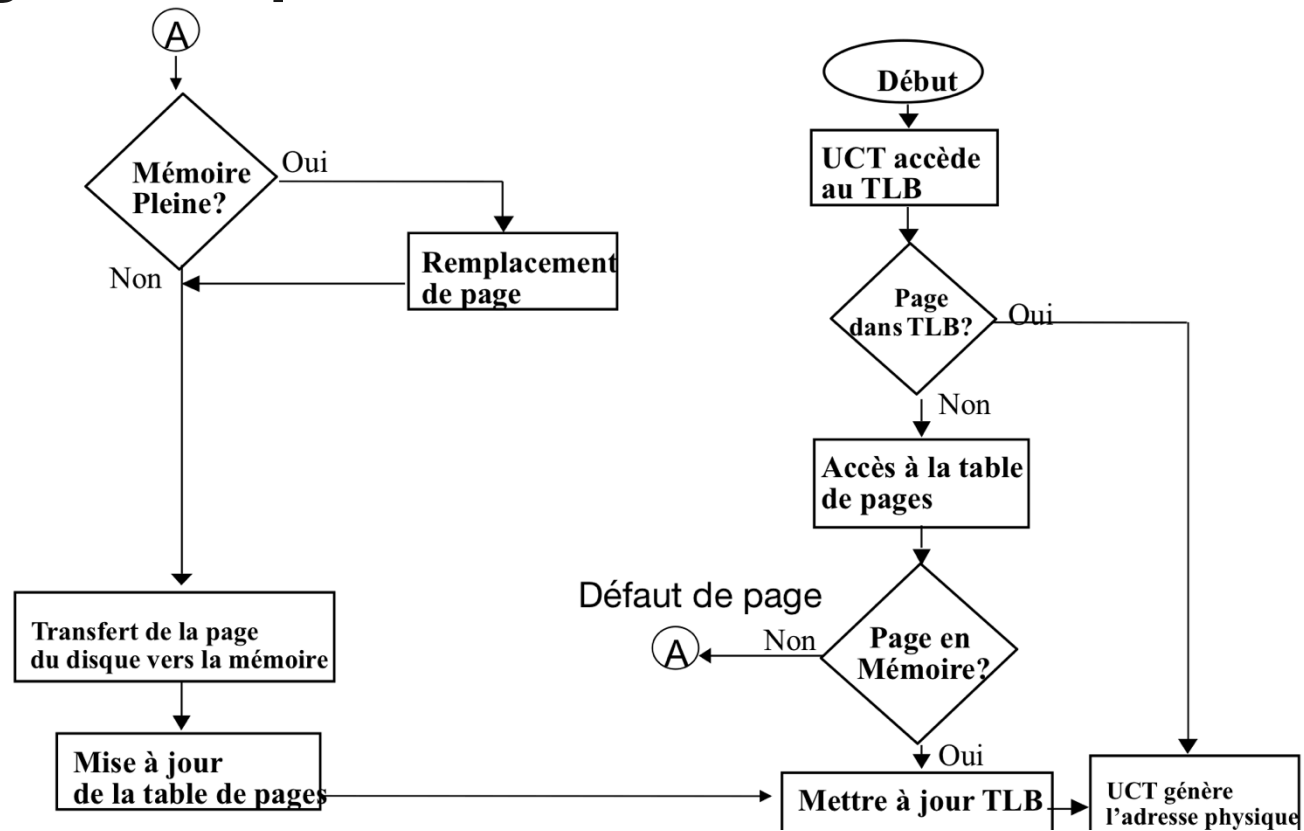 A
Mémoire
Pleine?
Oui
Non
Remplacement
de page
Transfert de la page
du disque vers la mémoire
Mise à jour
de la table de pages
Début
UCT accède
au TLB
Page
dans TLB?
Oui
Non
Accès à la table
de pages
Défaut de page
A
Non
Page en
Mémoire?
Oui
Mettre à jour TLB
UCT génère
l'adresse physique